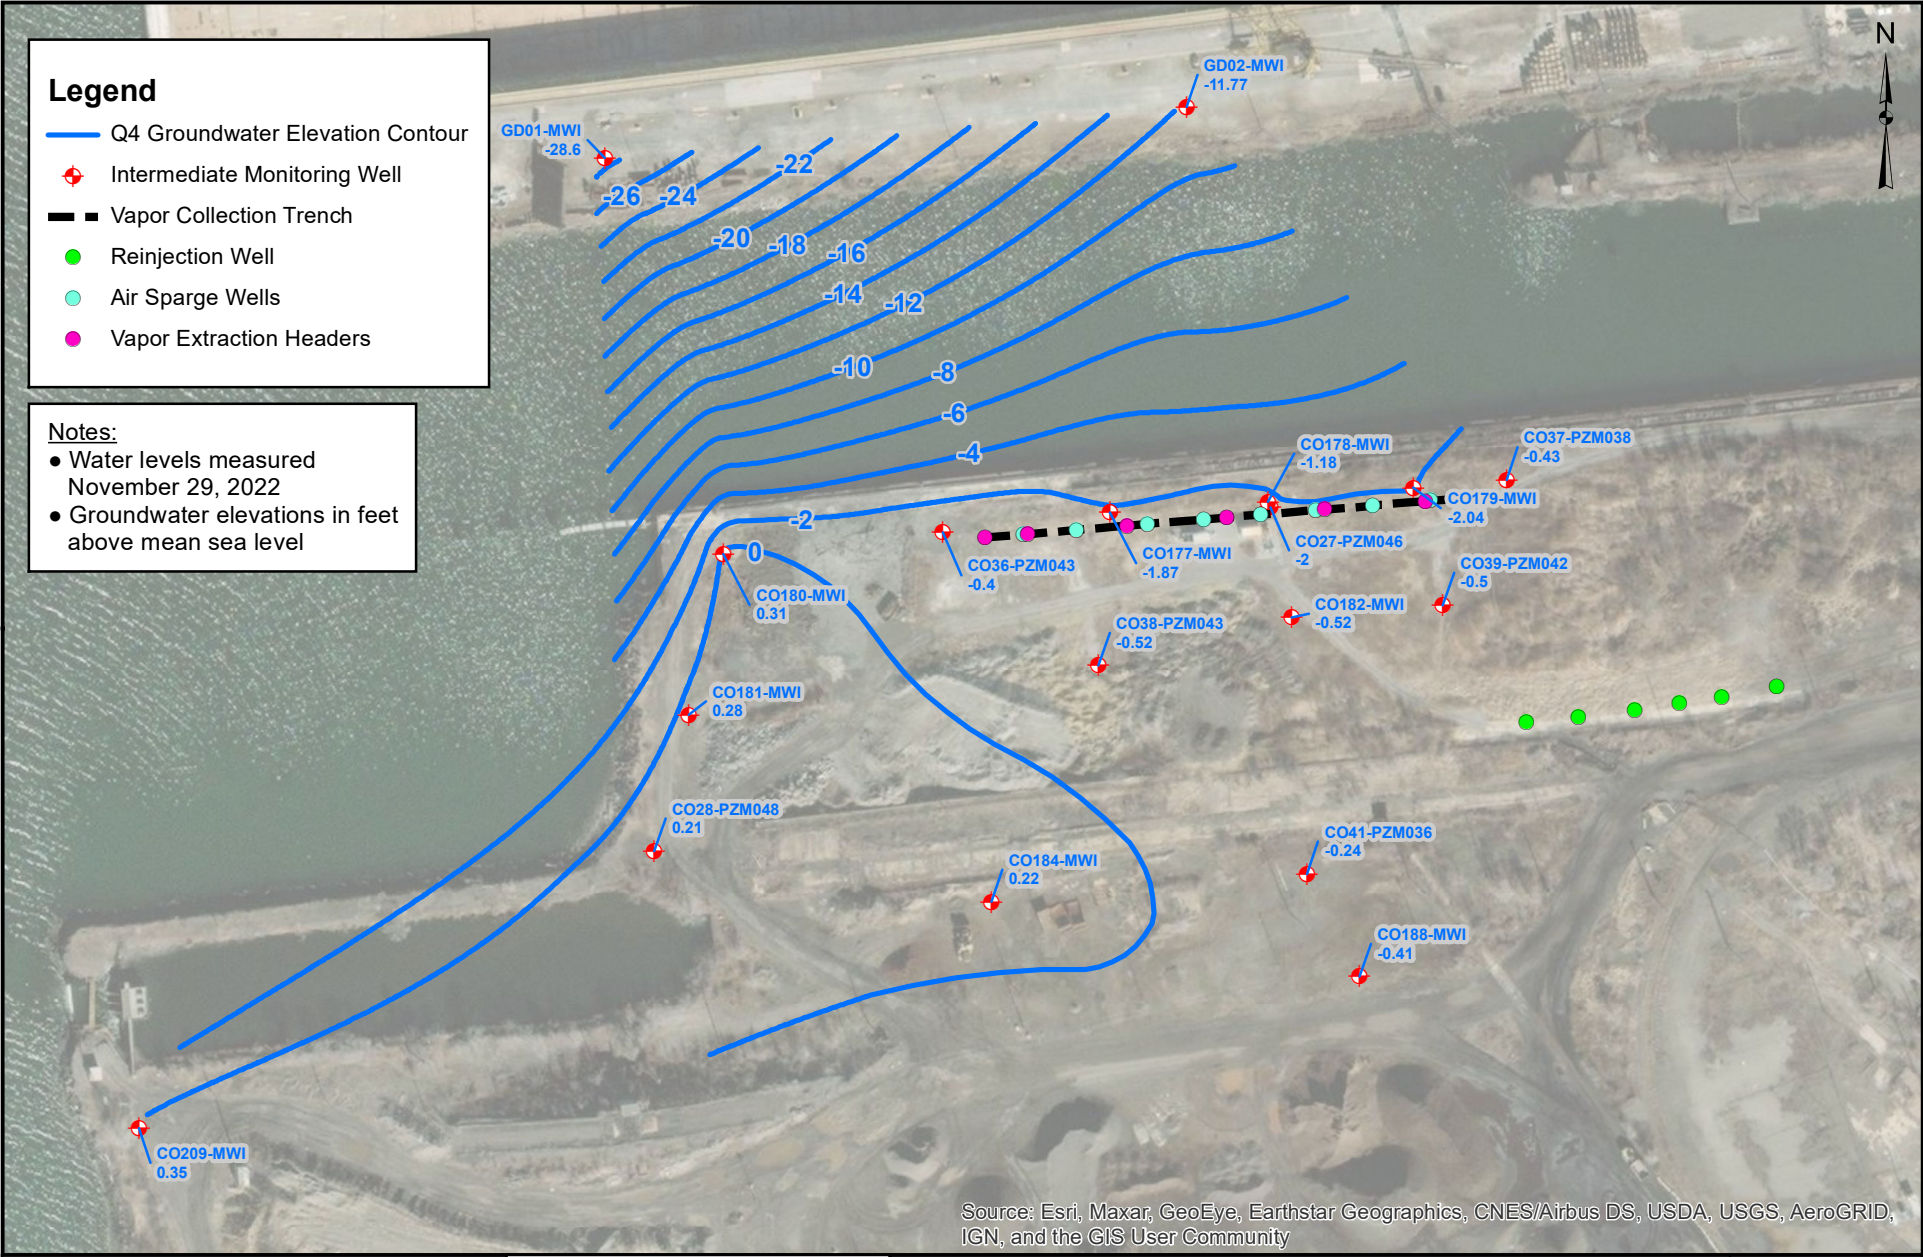 Legend
Q4 Groundwater Elevation Contour
Intermediate Monitoring Well
Vapor Collection Trench
Reinjection Well
Air Sparge Wells
Vapor Extraction Headers
Notes:
● Water levels measured
November 29, 2022
● Groundwater elevations in feet
above mean sea level
N
GD02-MWI
-11.77
GD01-MWI
-28.6
-22
-26
-24
-20
-18
-16
-14
-12
-10
-8
-6
-4
-2
0
CO178-MWI
-1.18
CO37-PZM038
-0.43
CO179-MWI
-2.04
CO27-PZM046
-2
CO177-MWI
-1.87
CO36-PZM043
-0.4
CO39-PZM042
-0.5
CO180-MWI
0.31
CO182-MWI
-0.52
CO38-PZM043
-0.52
CO181-MWI
0.28
CO28-PZM048
0.21
CO184-MWI
0.22
CO41-PZM036
-0.24
CO188-MWI
-0.41
CO209-MWI
0.35
Source: Esri, Maxar, GeoEye, Earthstar Geographics, CNES/Airbus DS, USDA, USGS, AeroGRID,
IGN, and the GIS User Community